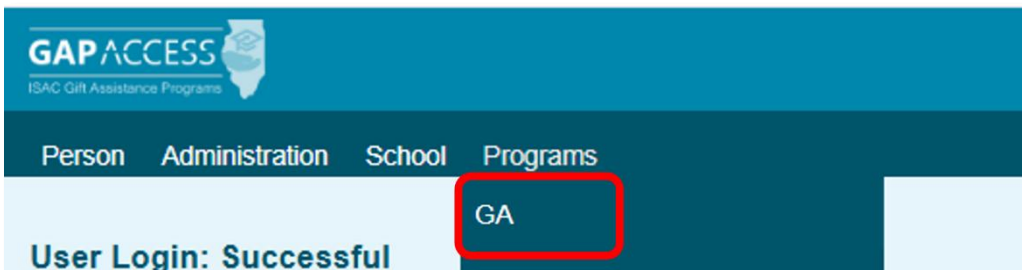 GAP ACCESS
ISAC Gift Assistance Programs
Person Administration School Programs
GA
User Login: Successful